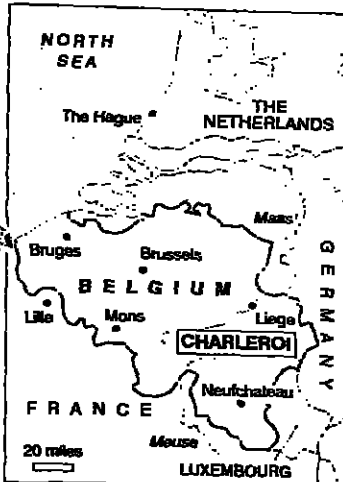 NORTH
SEA
The Hague
THE
NETHERLANDS
Maas
Bruges
Brussels
GERMANY
BELGIUM
Lille
Mons
Liege
CHARLEROI
Neufchateau
FRANCE
Meuse
20 miles
LUXEMBOURG